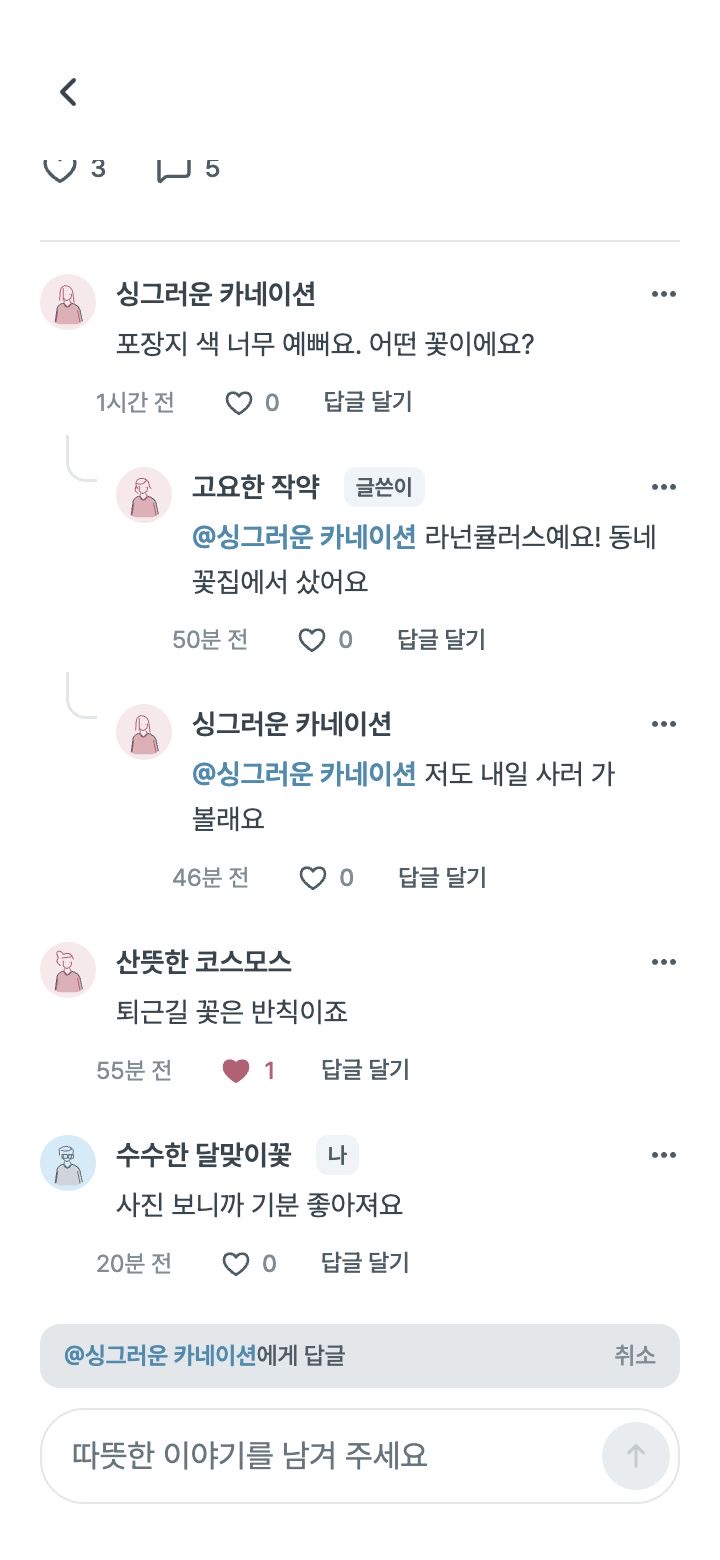 3 5
싱그러운 카네이션
포장지 색 너무 예뻐요. 어떤 꽃이에요?
1시간 전 0 답글 달기
고요한 작약 글쓴이
@싱그러운 카네이션 라넌큘러스예요! 동네
꽃집에서 샀어요
50분 전 0 답글 달기
싱그러운 카네이션
@싱그러운 카네이션 저도 내일 사러 가
볼래요
46분 전 0 답글 달기
산뜻한 코스모스
퇴근길 꽃은 반칙이죠
55분 전 1 답글 달기
수수한 달맞이꽃 나
사진 보니까 기분 좋아져요
20분 전 0 답글 달기
@싱그러운 카네이션에게 답글 취소
따뜻한 이야기를 남겨 주세요